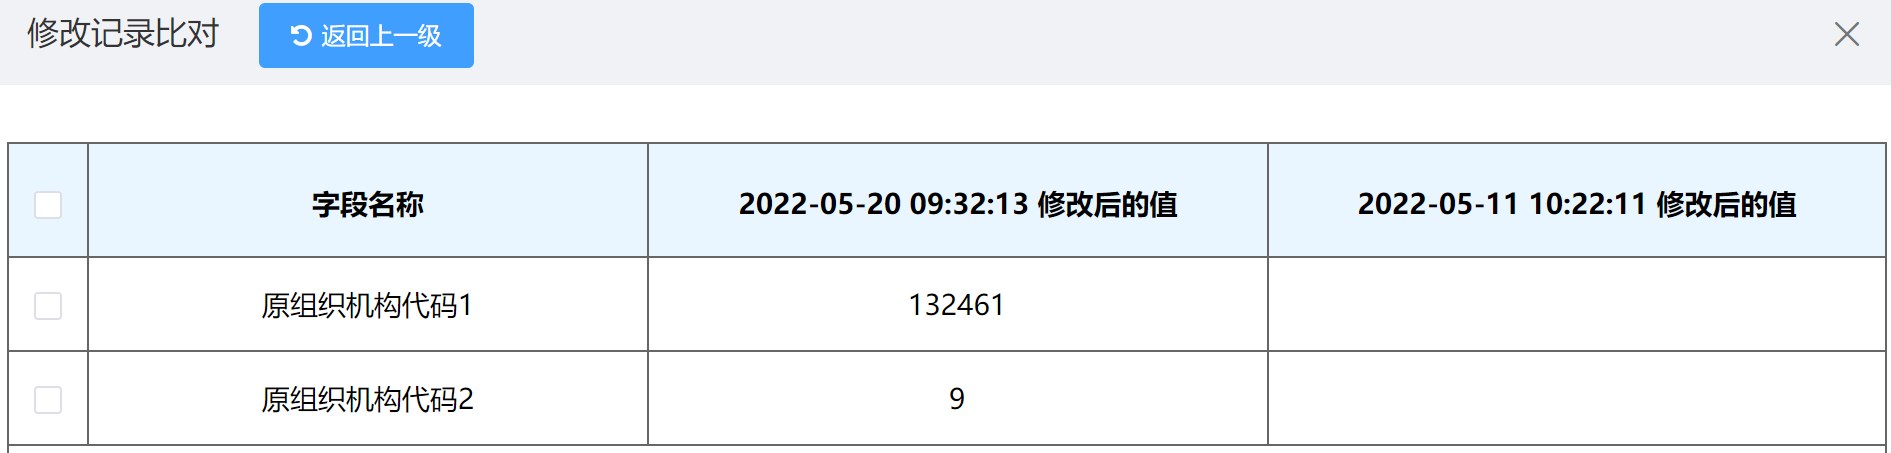 修改记录比对 返回上一级
字段名称 2022-05-20 09:32:13 修改后的值 2022-05-11 10:22:11 修改后的值
原组织机构代码1 132461
原组织机构代码2 9